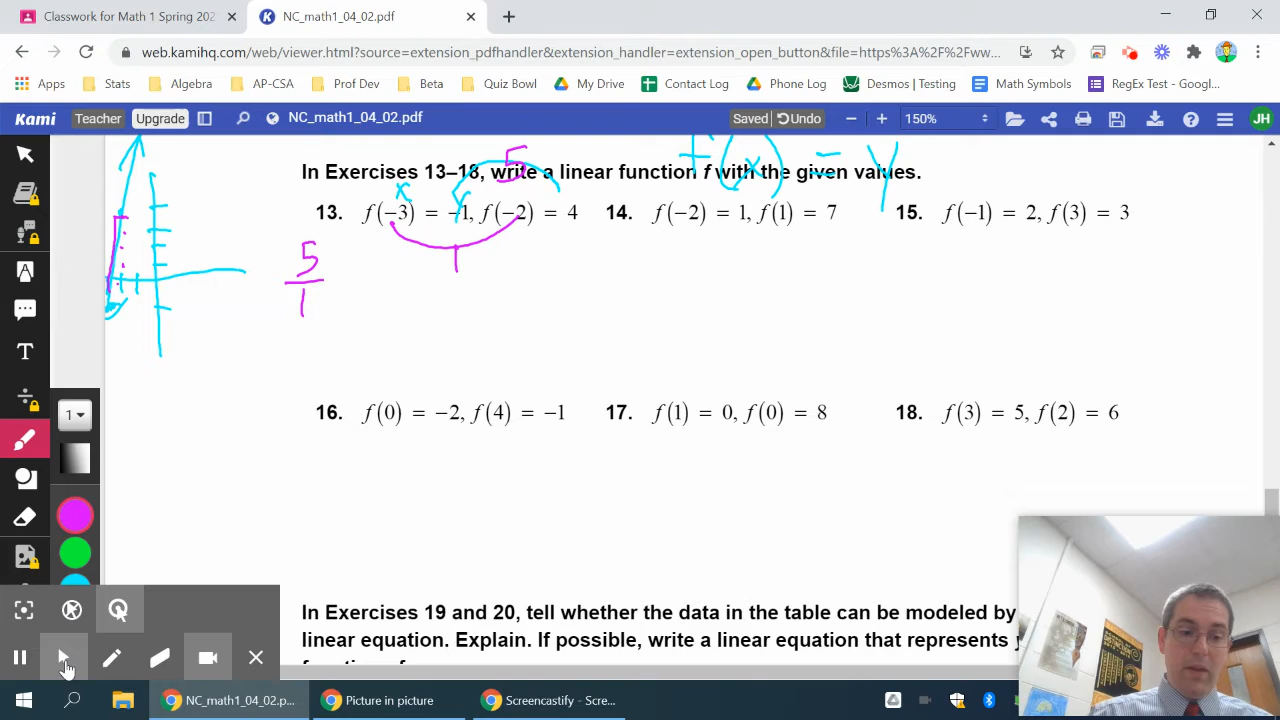 Classwork for Math 1 Spring 202
NC_math1_04_02.pdf
web.kamihq.com/web/viewer.html?source=extension_pdfhandler&extension_handler=extension_open_button&file=https%3A%2F%2Fww...
Apps Stats Algebra AP-CSA Prof Dev Beta Quiz Bowl My Drive Contact Log Phone Log Desmos | Testing Math Symbols RegEx Testing - Googl...
Kami Teacher Upgrade NC_math1_04_02.pdf Saved Undo 150% JH
5 f(x) = y
In Exercises 13–18, write a linear function f with the given values.
x y
13. f(−3) = −1, f(−2) = 4 14. f(−2) = 1, f(1) = 7 15. f(−1) = 2, f(3) = 3
1
5
1
16. f(0) = −2, f(4) = −1 17. f(1) = 0, f(0) = 8 18. f(3) = 5, f(2) = 6
1
In Exercises 19 and 20, tell whether the data in the table can be modeled by
linear equation. Explain. If possible, write a linear equation that represents y
NC_math1_04_02.p... Picture in picture Screencastify - Scre...